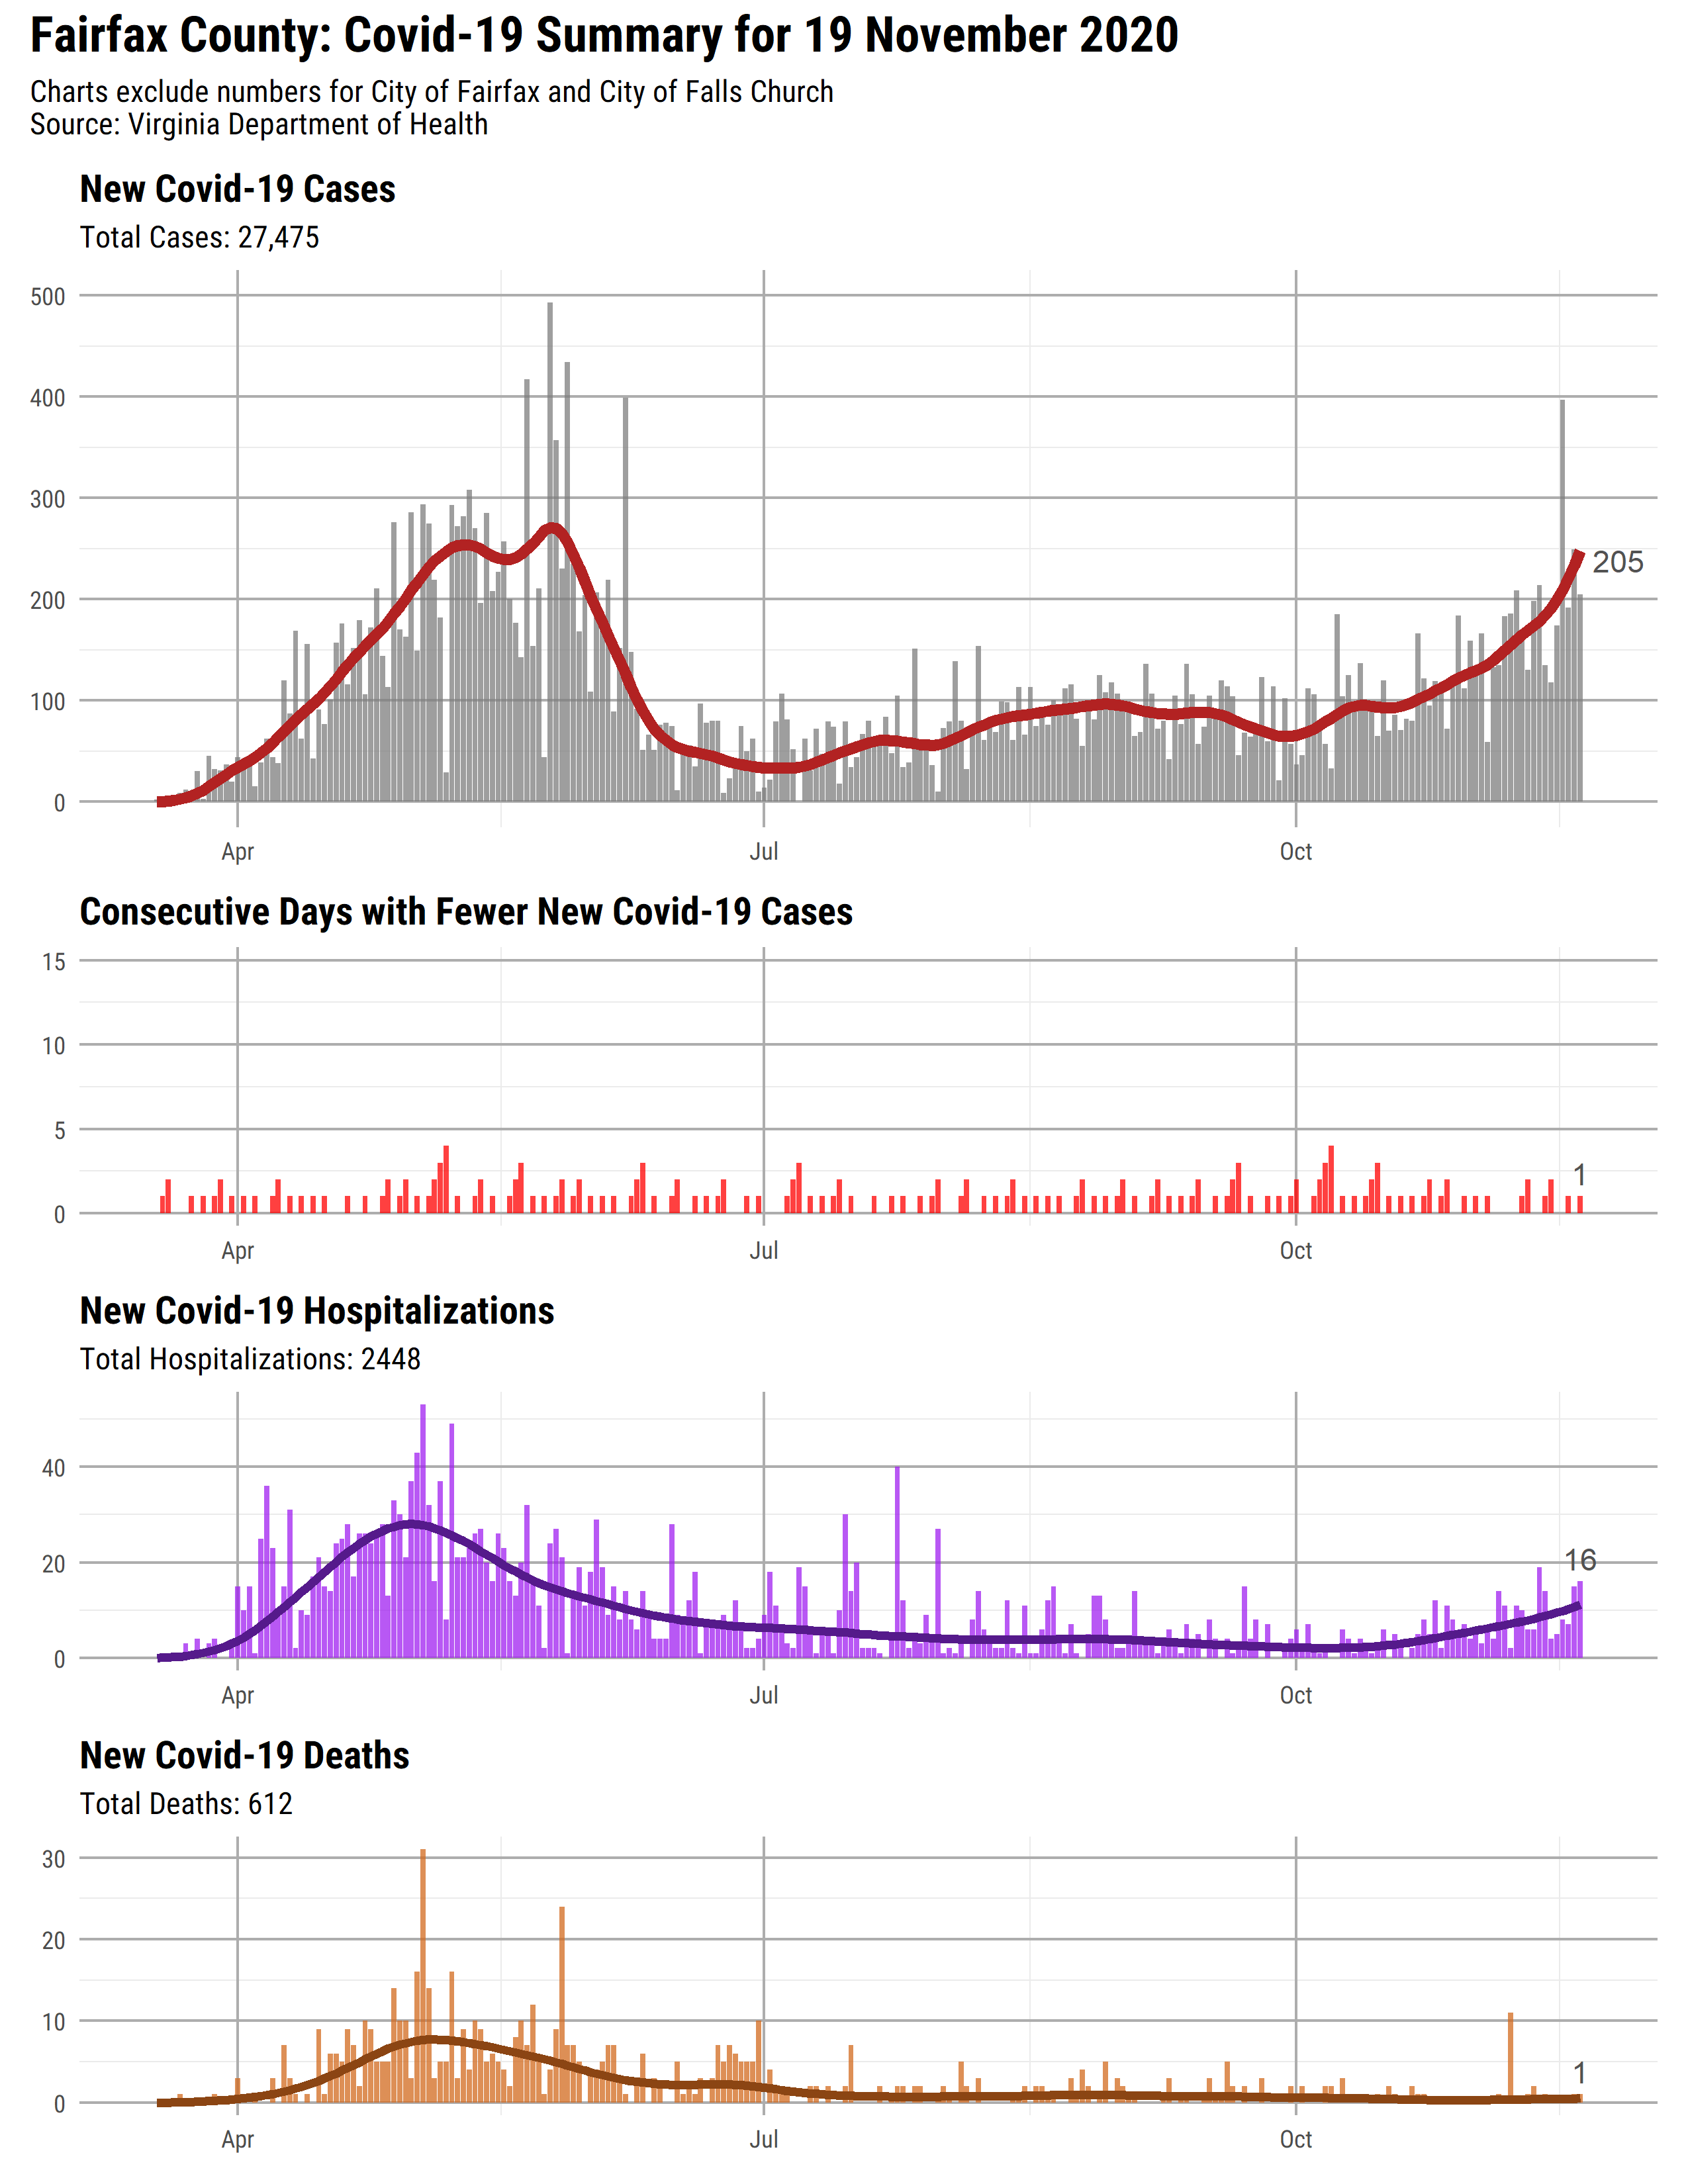 Fairfax County: Covid-19 Summary for 19 November 2020
Charts exclude numbers for City of Fairfax and City of Falls Church
Source: Virginia Department of Health
New Covid-19 Cases
Total Cases: 27,475
500
400
300
200
100
0
205
Apr Jul Oct
Consecutive Days with Fewer New Covid-19 Cases
15
10
5
0
1
Apr Jul Oct
New Covid-19 Hospitalizations
Total Hospitalizations: 2448
40
20
0
16
Apr Jul Oct
New Covid-19 Deaths
Total Deaths: 612
30
20
10
0
1
Apr Jul Oct